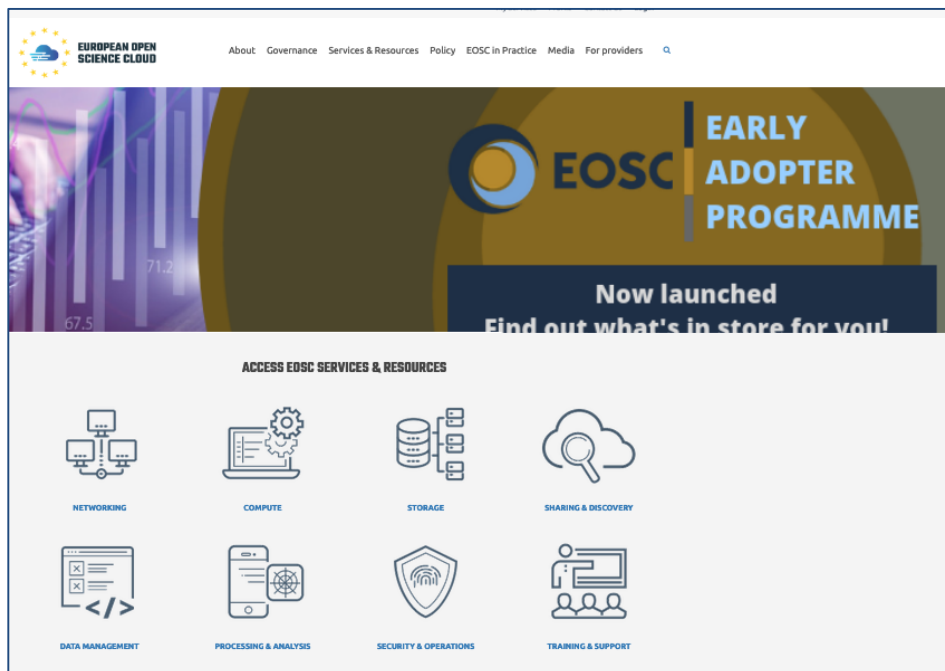 EUROPEAN OPEN
SCIENCE CLOUD
About Governance Services & Resources Policy EOSC in Practice Media For providers
71.2
67.5
EOSC
EARLY
ADOPTER
PROGRAMME
Now launched
Find out what's in store for you!
ACCESS EOSC SERVICES & RESOURCES
NETWORKING COMPUTE STORAGE SHARING & DISCOVERY
DATA MANAGEMENT PROCESSING & ANALYSIS SECURITY & OPERATIONS TRAINING & SUPPORT